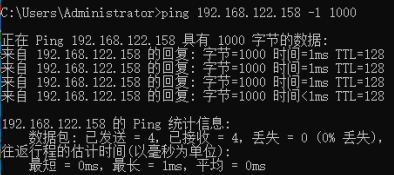 C:\Users\Administrator>ping 192.168.122.158 -l 1000
正在 Ping 192.168.122.158 具有 1000 字节的数据:
来自 192.168.122.158 的回复: 字节=1000 时间=1ms TTL=128
来自 192.168.122.158 的回复: 字节=1000 时间=1ms TTL=128
来自 192.168.122.158 的回复: 字节=1000 时间=1ms TTL=128
来自 192.168.122.158 的回复: 字节=1000 时间<1ms TTL=128
192.168.122.158 的 Ping 统计信息:
数据包: 已发送 = 4，已接收 = 4，丢失 = 0 (0% 丢失)，
往返行程的估计时间(以毫秒为单位):
最短 = 0ms，最长 = 1ms，平均 = 0ms